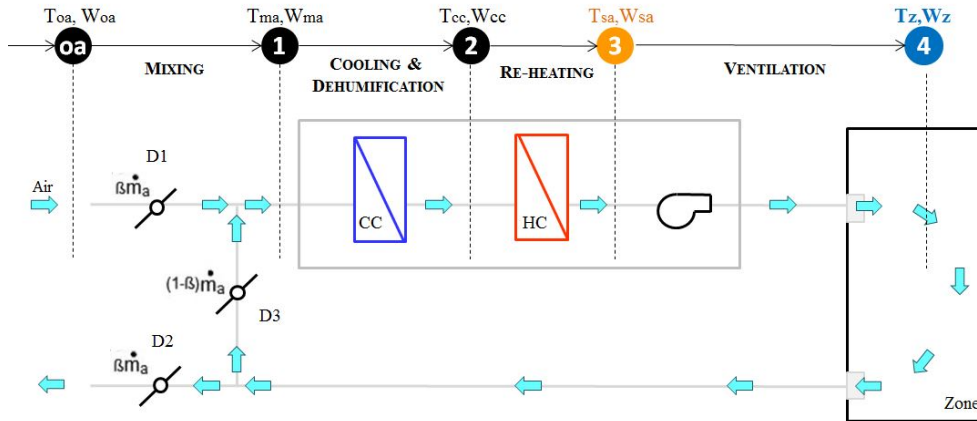 Toa, Woa Tma,Wma Tcc,Wcc Tsa,Wsa Tz,Wz
oa 1 2 3 4
MIXING COOLING & DEHUMIFICATION RE-HEATING VENTILATION
D1
Air ßṁa
CC HC
(1-ß)ṁa
D3
D2
ßṁa
Zone